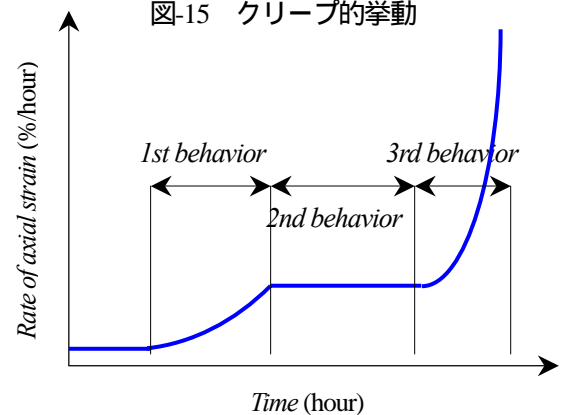 図-15 クリープ的挙動
Rate of axial strain (%/hour)
1st behavior
3rd behavior
2nd behavior
Time (hour)